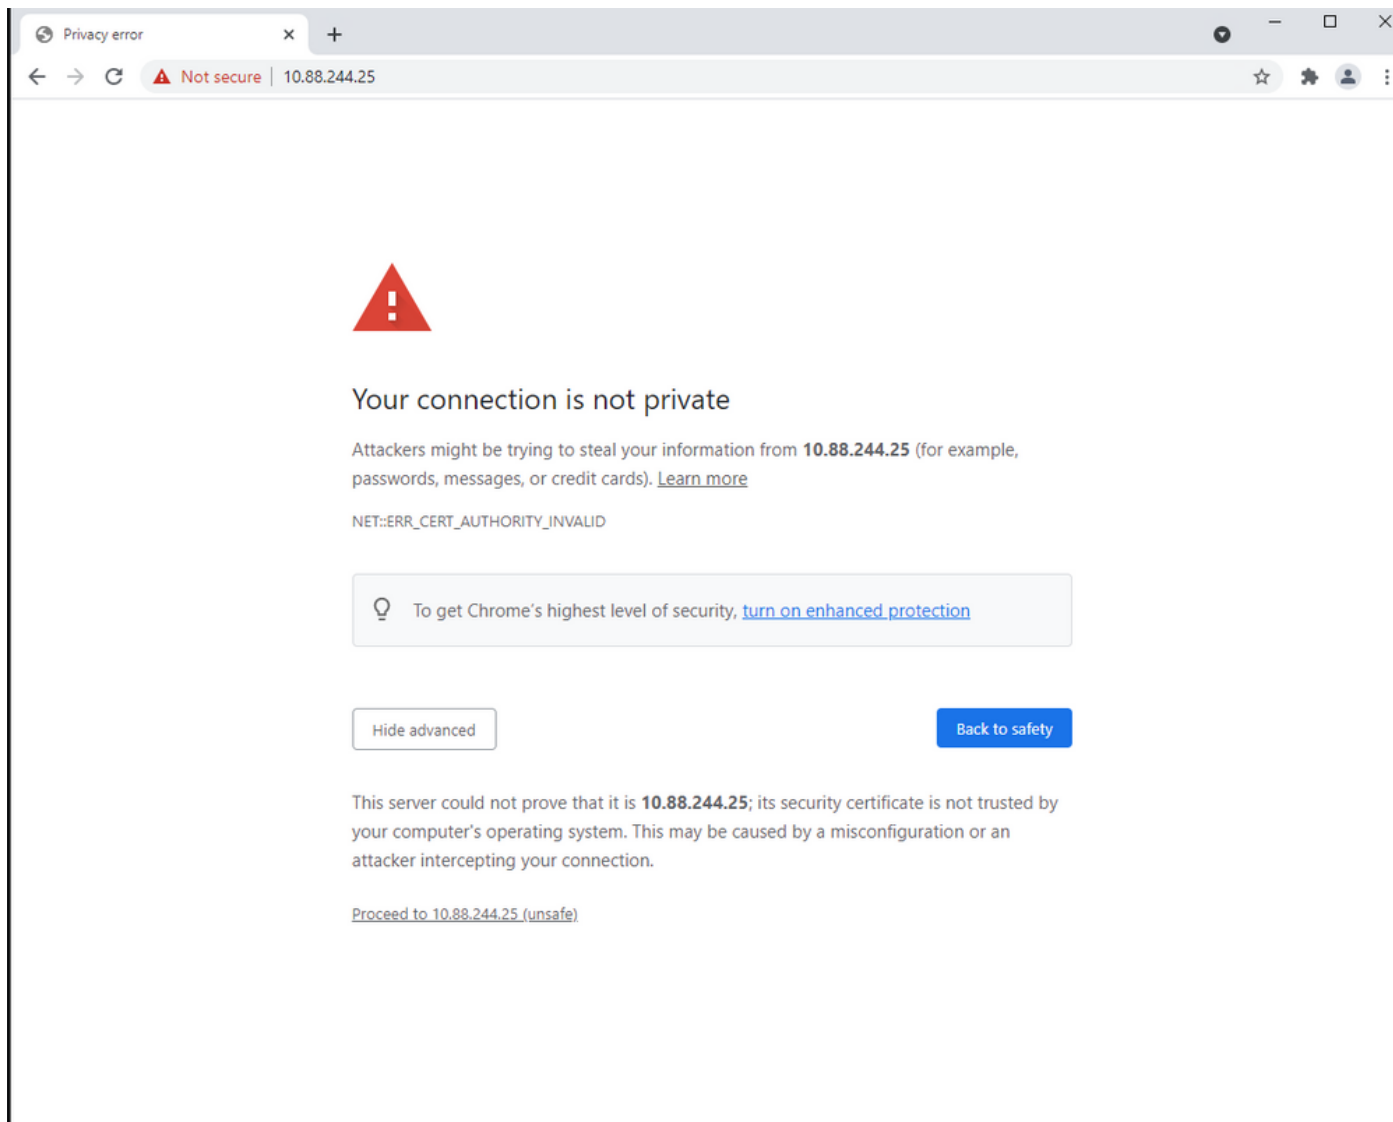 Privacy error
Not secure 10.88.244.25
Your connection is not private
Attackers might be trying to steal your information from 10.88.244.25 (for example,
passwords, messages, or credit cards). Learn more
NET::ERR_CERT_AUTHORITY_INVALID
To get Chrome's highest level of security, turn on enhanced protection
Hide advanced
Back to safety
This server could not prove that it is 10.88.244.25; its security certificate is not trusted by
your computer's operating system. This may be caused by a misconfiguration or an
attacker intercepting your connection.
Proceed to 10.88.244.25 (unsafe)